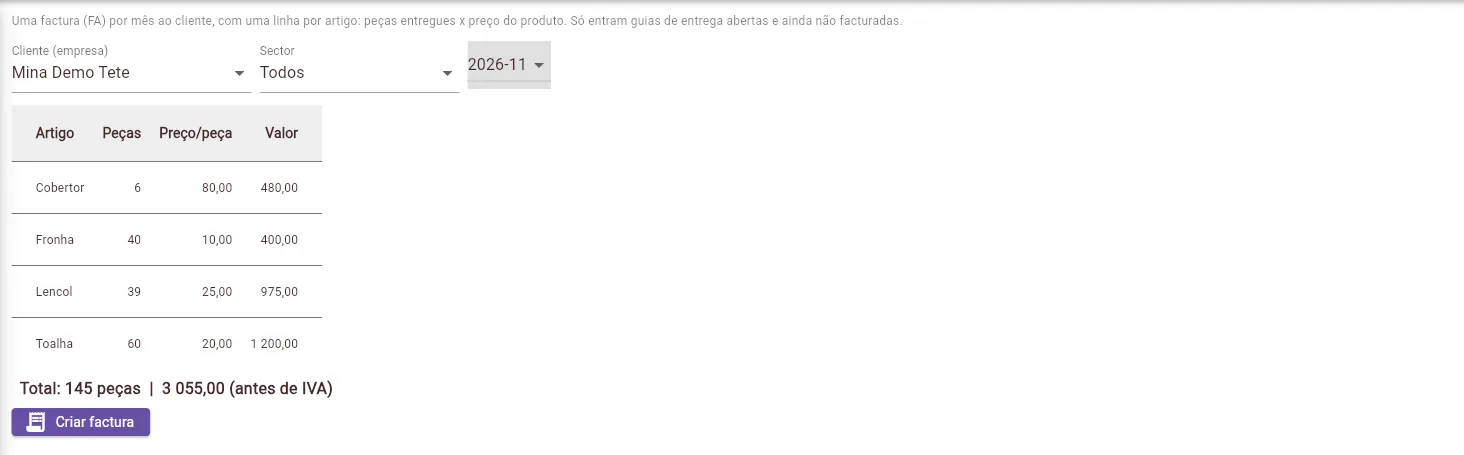 Uma factura (FA) por mês ao cliente, com uma linha por artigo: peças entregues x preço do produto. Só entram guias de entrega abertas e ainda não facturadas.
Cliente (empresa) Sector
Mina Demo Tete Todos 2026-11
Artigo Peças Preço/peça Valor
Cobertor 6 80,00 480,00
Fronha 40 10,00 400,00
Lencol 39 25,00 975,00
Toalha 60 20,00 1 200,00
Total: 145 peças | 3 055,00 (antes de IVA)
Criar factura